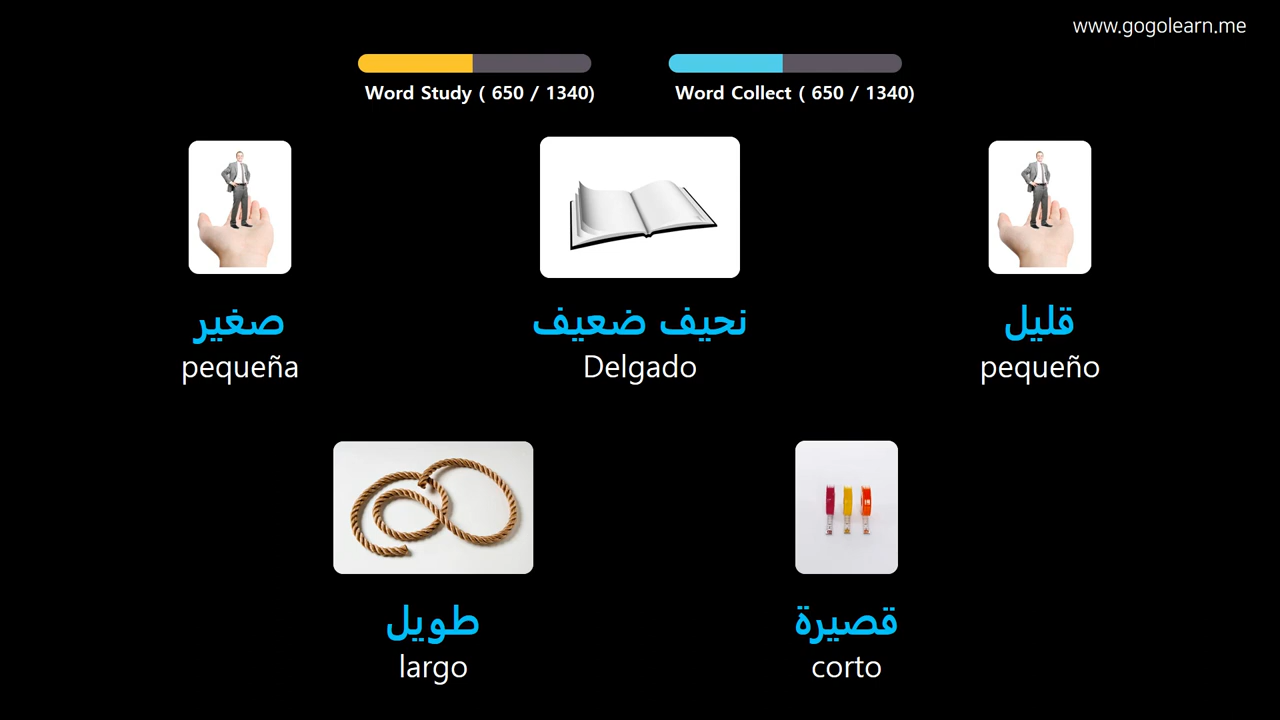 www.gogolearn.me
Word Study ( 650 / 1340)
Word Collect ( 650 / 1340)
صغير
pequeña
نحيف ضعيف
Delgado
قليل
pequeño
طويل
largo
قصيرة
corto